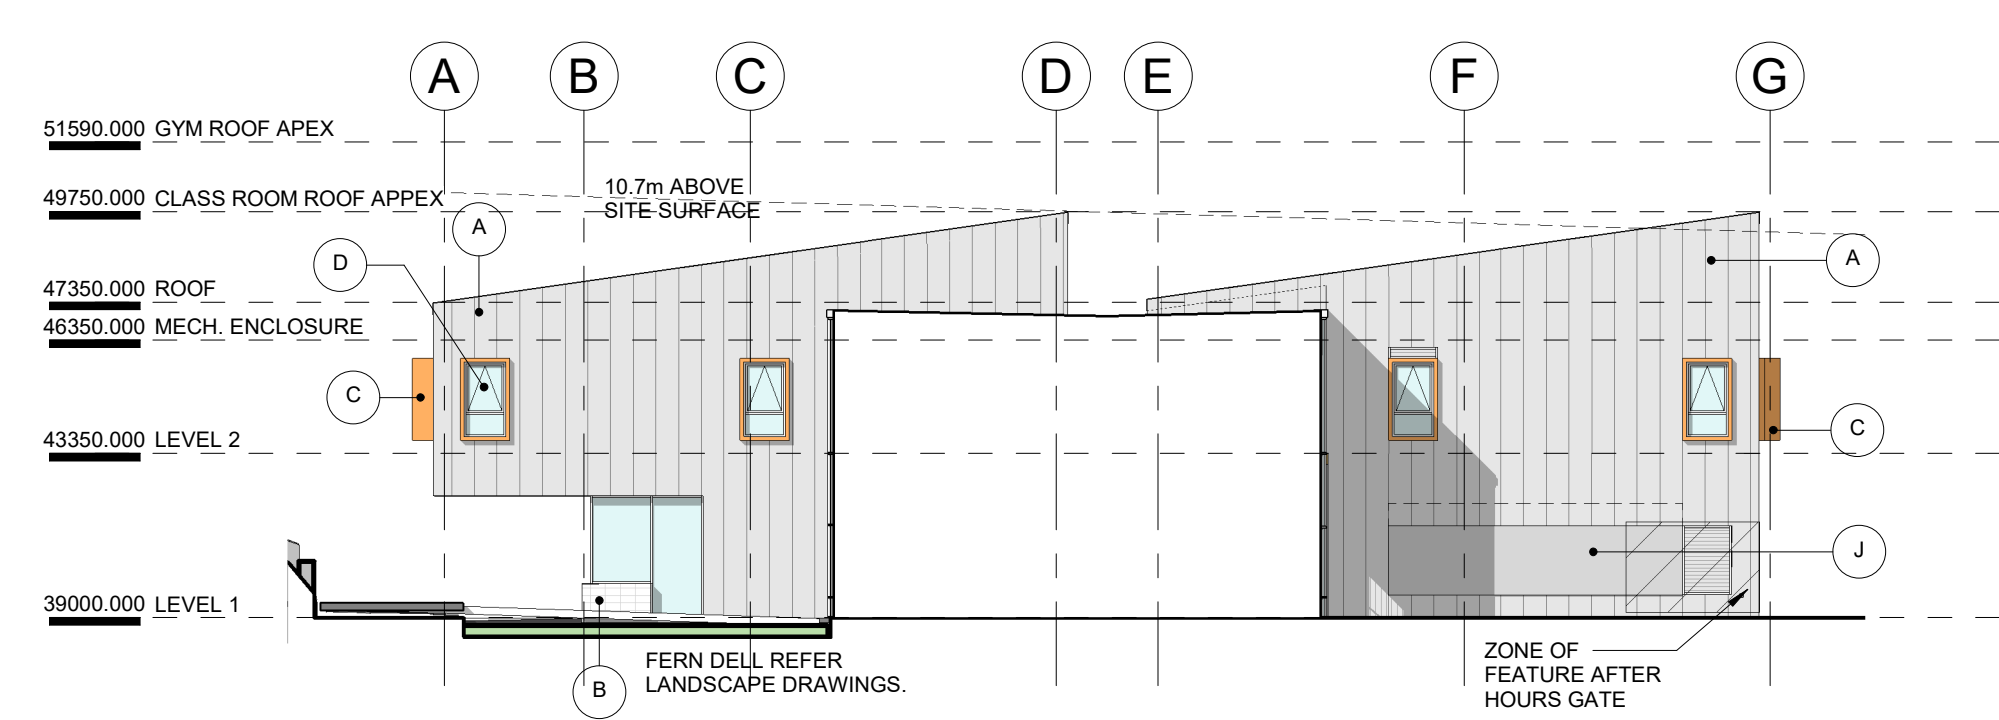 A B C D E F G
51590.000 GYM ROOF APEX
10.7m ABOVE
SITE SURFACE
49750.000 CLASS ROOM ROOF APPEX
A
D
A
47350.000 ROOF
46350.000 MECH. ENCLOSURE
C
C
43350.000 LEVEL 2
J
39000.000 LEVEL 1
FERN DELL REFER
LANDSCAPE DRAWINGS.
B
ZONE OF
FEATURE AFTER
HOURS GATE